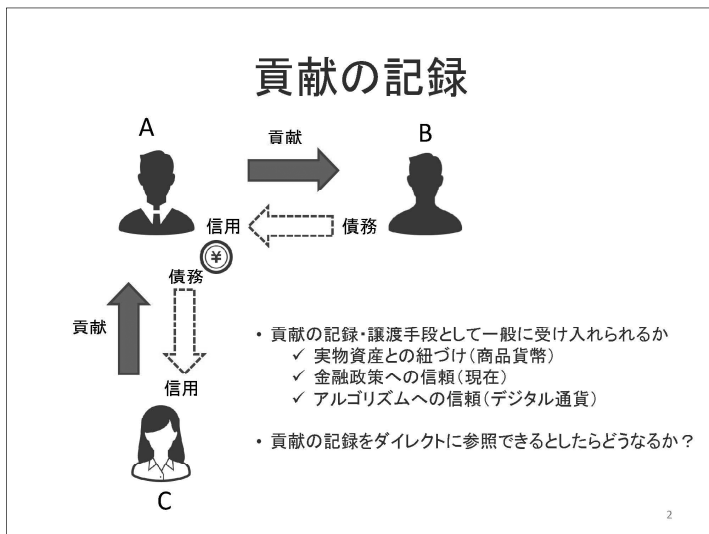 貢献の記録
A
貢献
B
信用
債務
¥
債務
貢献
信用
C
・貢献の記録・譲渡手段として一般に受け入れられるか
✓ 実物資産との紐づけ(商品貨幣)
✓ 金融政策への信頼(現在)
✓ アルゴリズムへの信頼(デジタル通貨)
・貢献の記録をダイレクトに参照できるとしたらどうなるか?
2